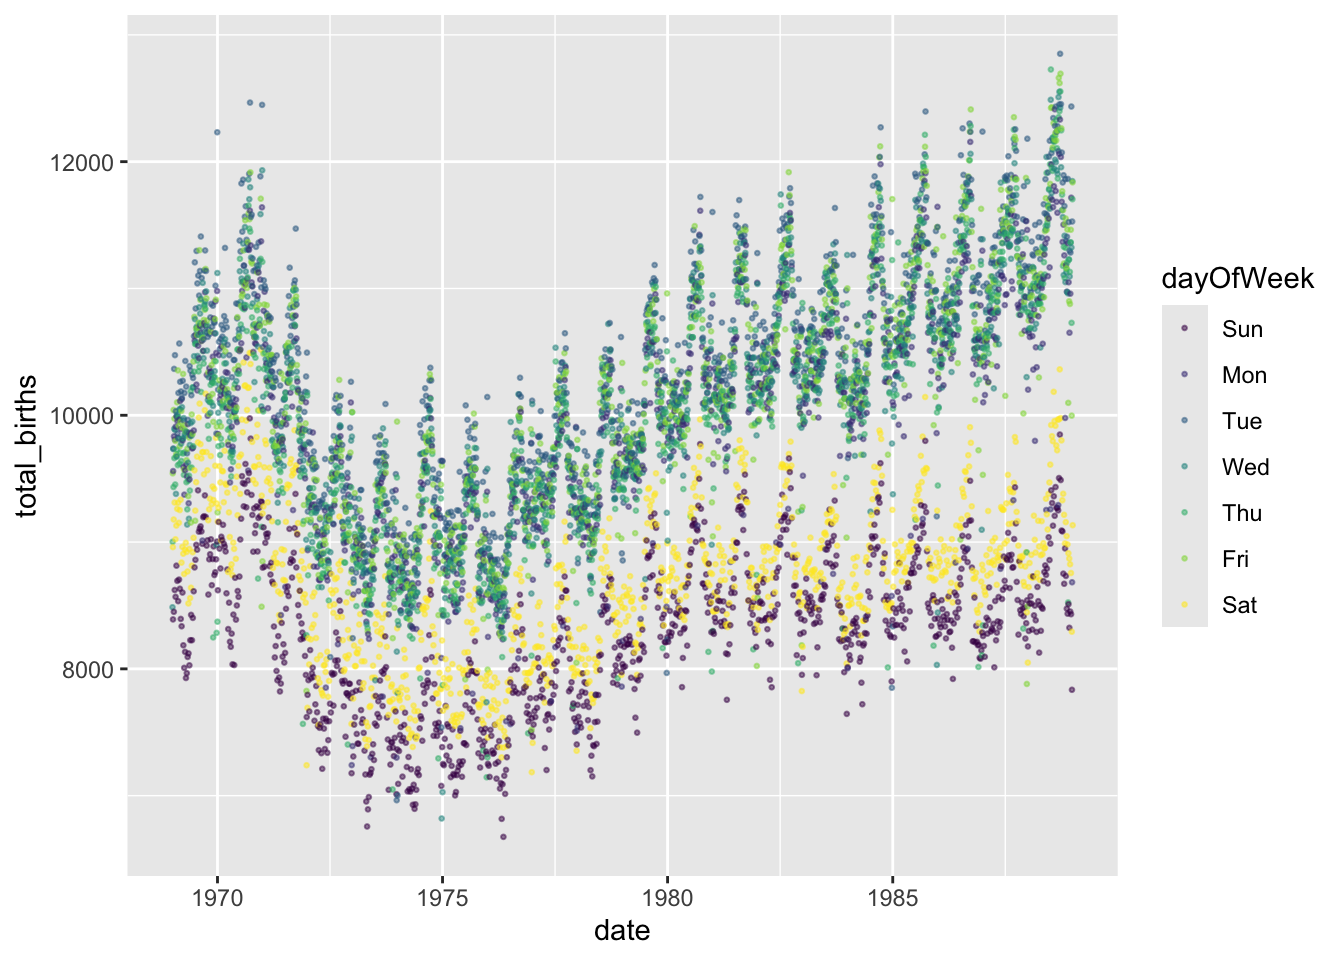 12000
10000
8000
total_births
1970
1975
1980
1985
date
dayOfWeek
Sun
Mon
Tue
Wed
Thu
Fri
Sat